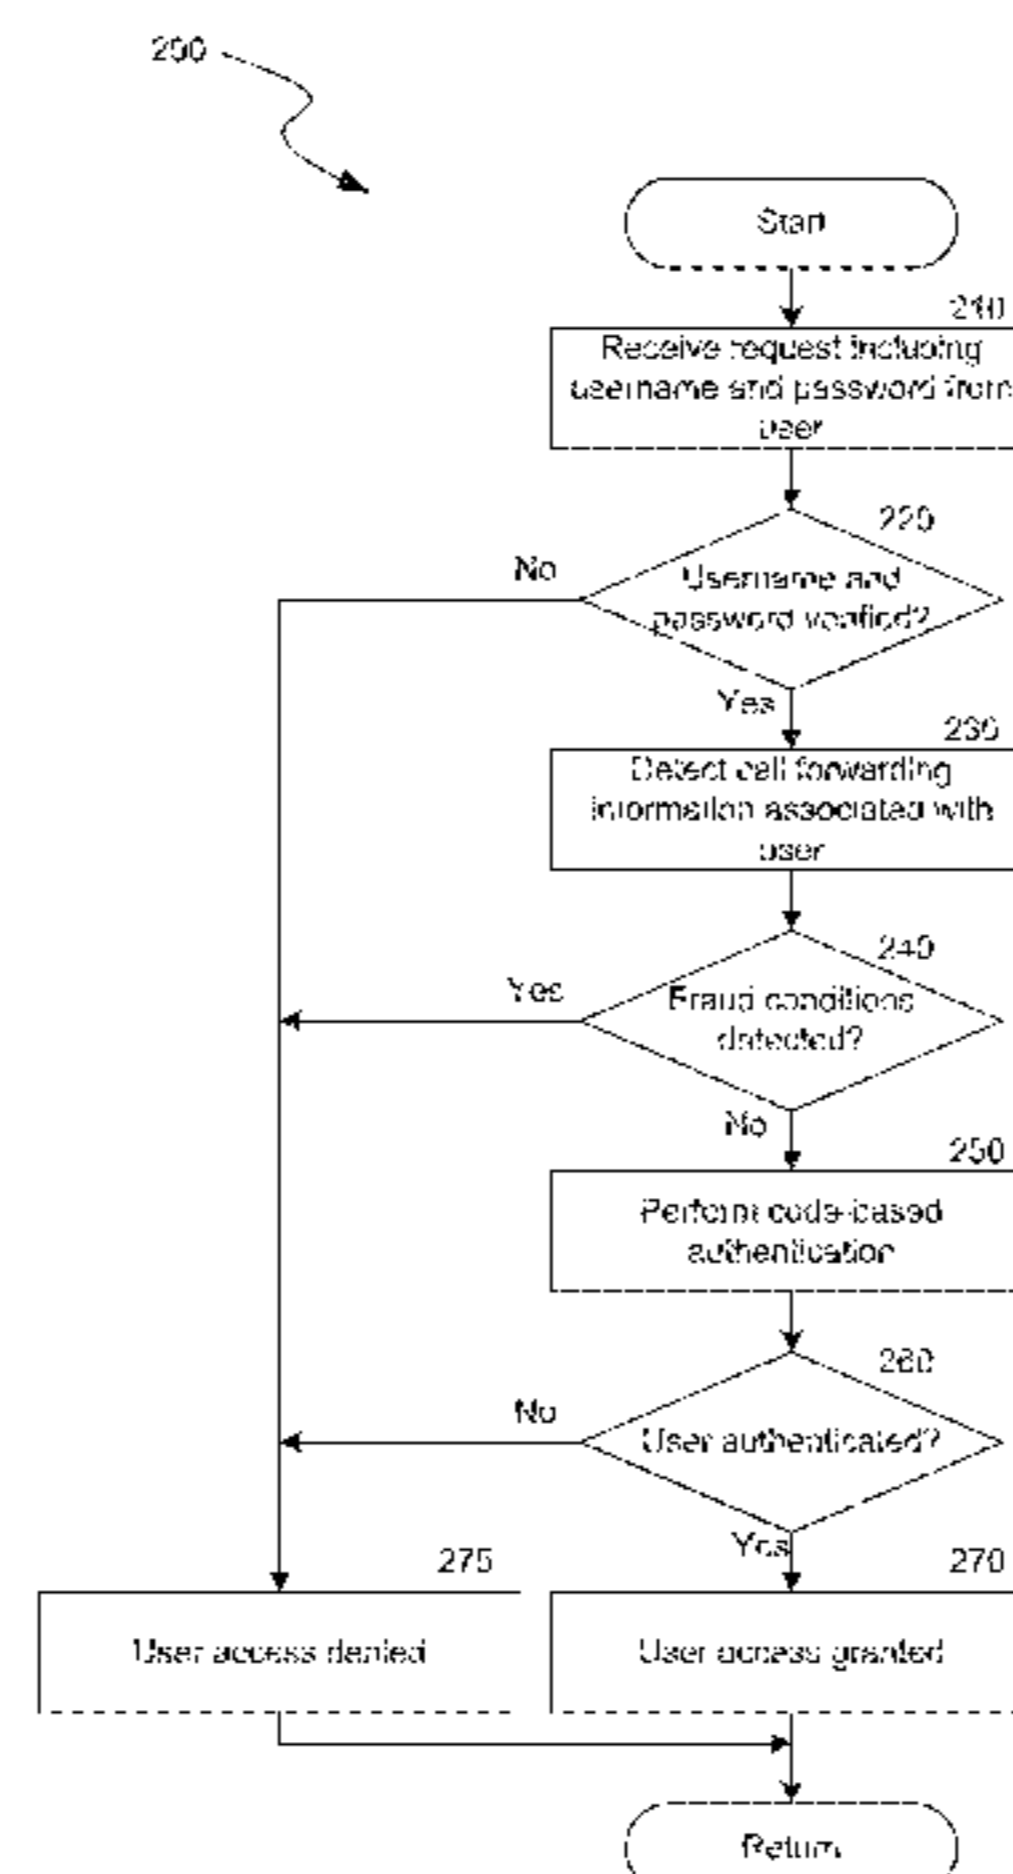 200
Start
210
Receive request including
username and password from
user
220
No
Username and
password verified?
Yes
230
Detect call forwarding
information associated with
user
240
Yes
Fraud conditions
detected?
No
250
Perform code-based
authentication
260
No
User authenticated?
Yes
275
270
User access denied
User access granted
Return